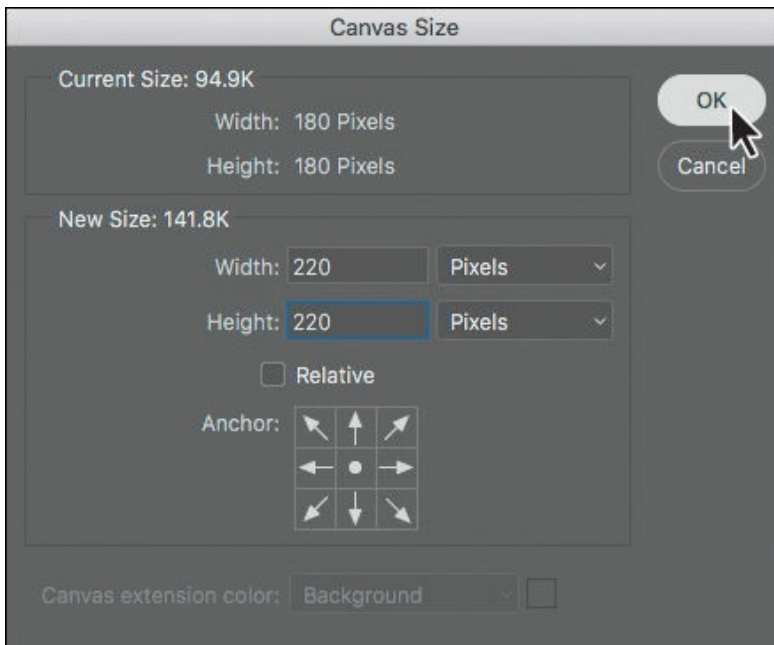 Canvas Size
Current Size: 94.9K
OK
Width: 180 Pixels
Height: 180 Pixels
Cancel
New Size: 141.8K
Width: 220 Pixels
Height: 220 Pixels
Relative
Anchor:
Canvas extension color: Background